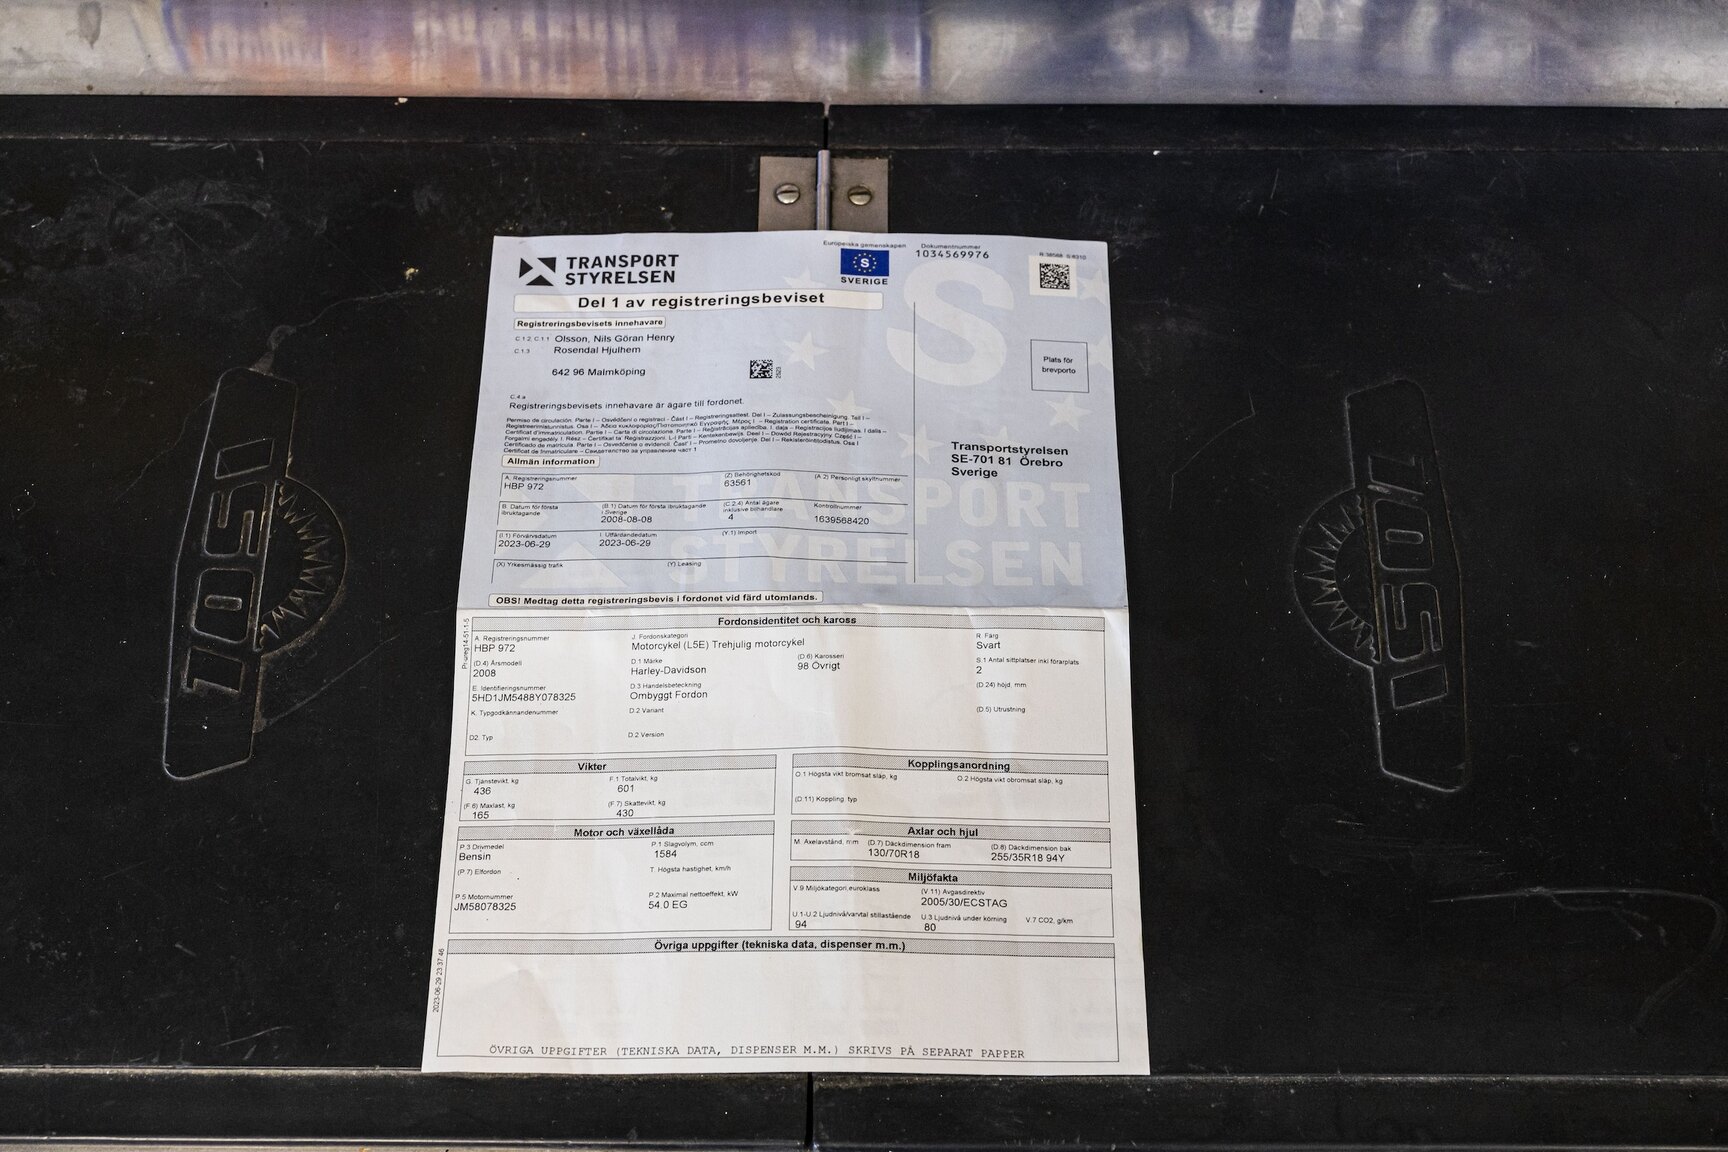 TRANSPORT
STYRELSEN
Europeiska gemenskapen
S
SVERIGE
Dokumentnummer
1034569976
Del 1 av registreringsbeviset
Registreringsbevisets innehavare
C.1.2, C.1.1 Olsson, Nils Göran Henry
C.1.3 Rosendal Hjulhem
642 96 Malmköping
2623
Plats för
brevporto
C.4.a
Registreringsbevisets innehavare är ägare till fordonet.
Transportstyrelsen
SE-701 81 Örebro
Sverige
Allmän information
A. Registreringsnummer
HBP 972
(Z) Behörighetskod
63561
(A.2) Personligt skyltnummer
B. Datum för första
ibruktagande
(B.1) Datum för första ibruktagande
i Sverige
2008-08-08
(C.2.4) Antal ägare
inklusive bilhandlare
4
Kontrollnummer
1639568420
(I.1) Förvärvsdatum
2023-06-29
I. Utfärdandedatum
2023-06-29
(Y.1) Import
(X) Yrkesmässig trafik
(Y) Leasing
S
TRANSPORT
STYRELSEN
OBS! Medtag detta registreringsbevis i fordonet vid färd utomlands.
Fordonsidentitet och kaross
A. Registreringsnummer
HBP 972
J. Fordonskategori
Motorcykel (L5E) Trehjulig motorcykel
R. Färg
Svart
(D.4) Årsmodell
2008
D.1 Märke
Harley-Davidson
(D.6) Karosseri
98 Övrigt
S.1 Antal sittplatser inkl förarplats
2
E. Identifieringsnummer
5HD1JM5488Y078325
D.3 Handelsbeteckning
Ombyggt Fordon
(D.24) höjd, mm
K. Typgodkännandenummer
D.2 Variant
(D.5) Utrustning
D2. Typ
D.2 Version
Vikter
G. Tjänstevikt, kg
436
F.1 Totalvikt, kg
601
(F.6) Maxlast, kg
165
(F.7) Skattevikt, kg
430
Kopplingsanordning
O.1 Högsta vikt bromsat släp, kg
O.2 Högsta vikt obromsat släp, kg
(D.11) Koppling, typ
Motor och växellåda
P.3 Drivmedel
Bensin
P.1 Slagvolym, ccm
1584
(P.7) Elfordon
T. Högsta hastighet, km/h
P.5 Motornummer
JM58078325
P.2 Maximal nettoeffekt, kW
54.0 EG
Axlar och hjul
M. Axelavstånd, mm
(D.7) Däckdimension fram
130/70R18
(D.8) Däckdimension bak
255/35R18 94Y
Miljöfakta
V.9 Miljökategori,euroklass
(V.11) Avgasdirektiv
2005/30/ECSTAG
U.1-U.2 Ljudnivå/varvtal stillastående
94
U.3 Ljudnivå under körning
80
V.7 CO2, g/km
Övriga uppgifter (tekniska data, dispenser m.m.)
2023-06-29 23:37:46
ÖVRIGA UPPGIFTER (TEKNISKA DATA, DISPENSER M.M.) SKRIVS PÅ SEPARAT PAPPER